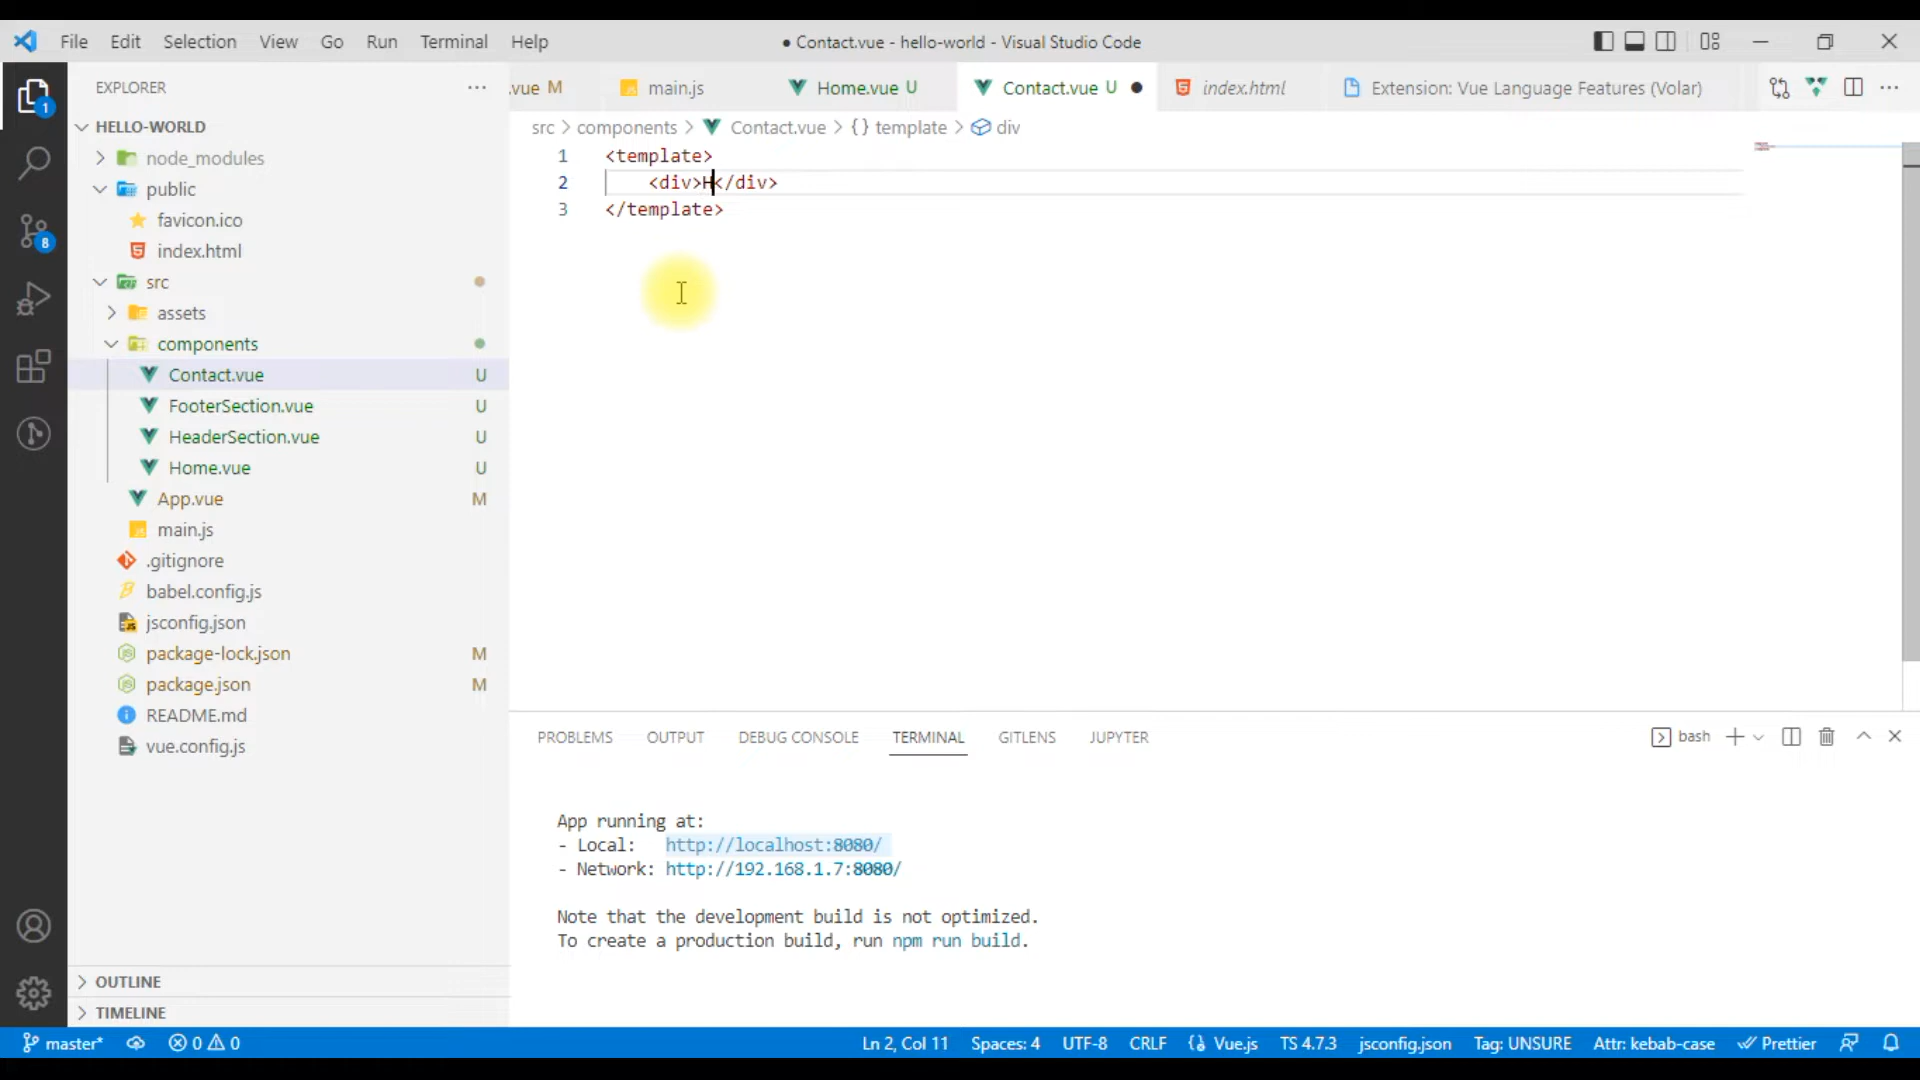 File Edit Selection View Go Run Terminal Help
● Contact.vue - hello-world - Visual Studio Code
EXPLORER
.vue M
main.js
Home.vue U
Contact.vue U
index.html
Extension: Vue Language Features (Volar)
1
HELLO-WORLD
src > components > Contact.vue > {} template > div
node_modules
public
favicon.ico
index.html
8
src
assets
components
Contact.vue U
FooterSection.vue U
HeaderSection.vue U
Home.vue U
App.vue M
main.js
.gitignore
babel.config.js
jsconfig.json
package-lock.json M
package.json M
README.md
vue.config.js
OUTLINE
TIMELINE
1 <template>
2 <div>H</div>
3 </template>
PROBLEMS OUTPUT DEBUG CONSOLE TERMINAL GITLENS JUPYTER
bash
App running at:
- Local: http://localhost:8080/
- Network: http://192.168.1.7:8080/
Note that the development build is not optimized.
To create a production build, run npm run build.
master* 0 0 Ln 2, Col 11 Spaces: 4 UTF-8 CRLF Vue.js TS 4.7.3 jsconfig.json Tag: UNSURE Attr: kebab-case Prettier